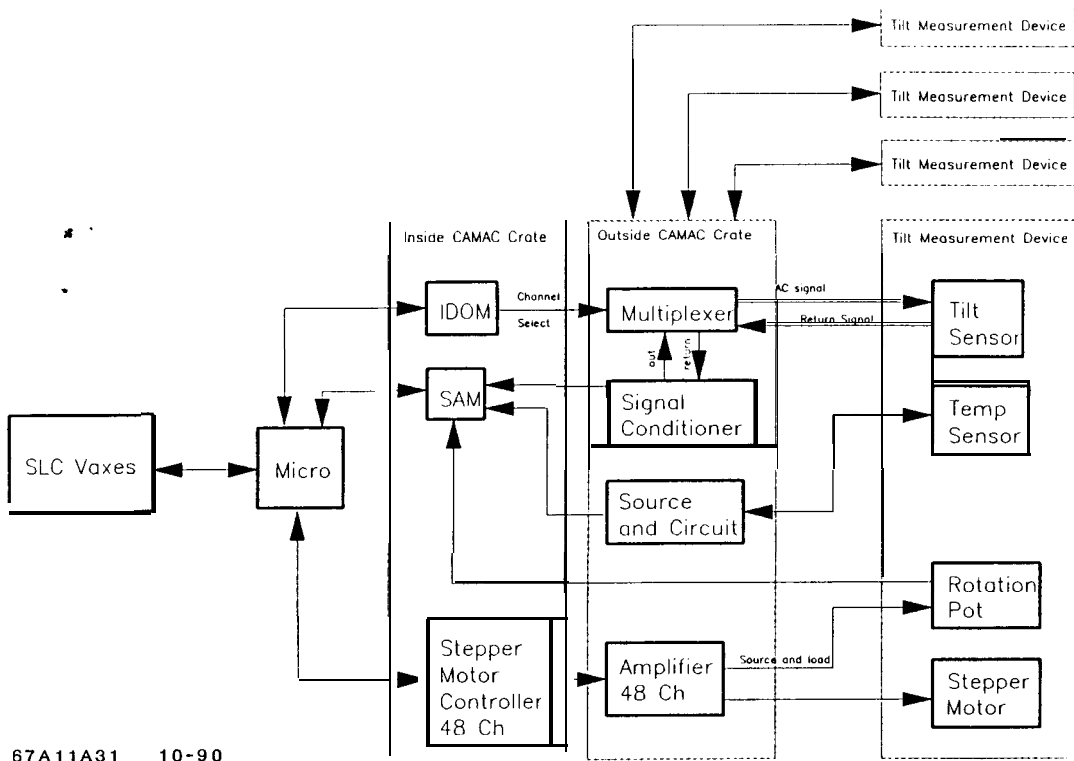 Tilt Measurement Device
Tilt Measurement Device
Tilt Measurement Device
Inside CAMAC Crate
Outside CAMAC Crate
Tilt Measurement Device
IDOM
Channel
Select
Multiplexer
AC signal
Return Signal
Tilt
Sensor
out
return
SAM
Signal
Conditioner
Temp
Sensor
SLC Vaxes
Micro
Source
and Circuit
Rotation
Pot
Stepper
Motor
Controller
48 Ch
Amplifier
48 Ch
Source and load
Stepper
Motor
67A11A31 10-90